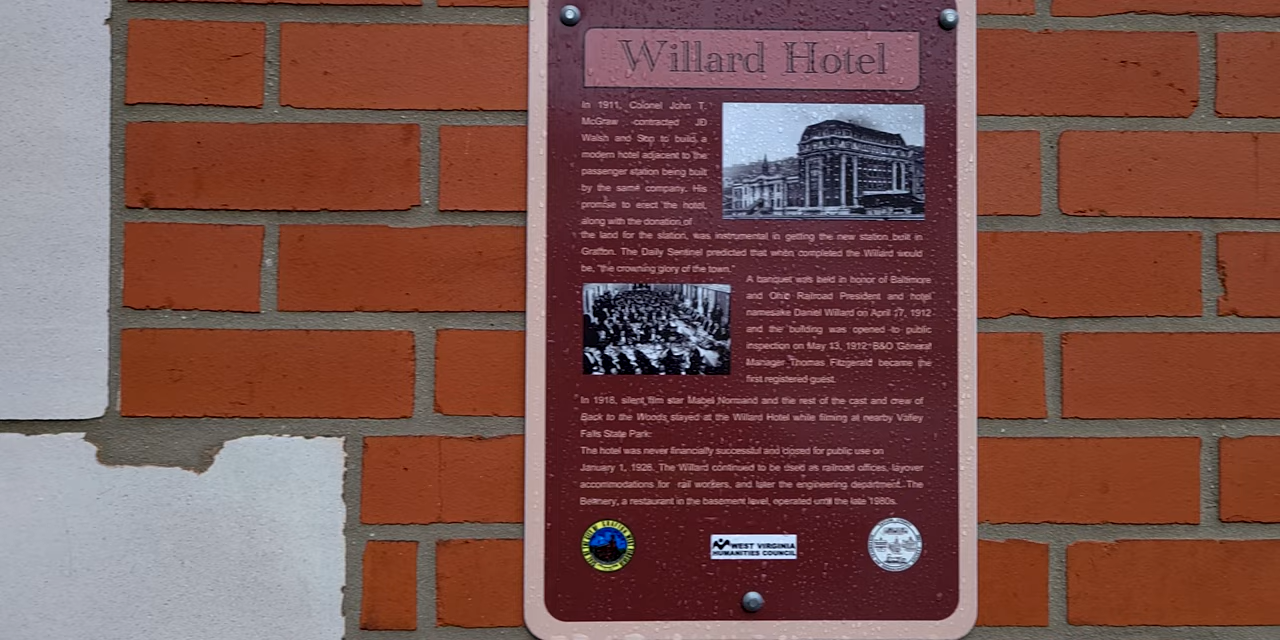 Willard Hotel
In 1911, Colonel John T.
McGraw contracted JD
Walsh and Son to build a
modern hotel adjacent to the
passenger station being built
by the same company. His
promise to erect the hotel,
along with the donation of
the land for the station, was instrumental in getting the new station built in
Grafton. The Daily Sentinel predicted that when completed the Willard would
be, "the crowning glory of the town."
A banquet was held in honor of Baltimore
and Ohio Railroad President and hotel
namesake Daniel Willard on April 17, 1912
and the building was opened to public
inspection on May 13, 1912. B&O General
Manager Thomas Fitzgerald became the
first registered guest.
In 1918, silent film star Mabel Normand and the rest of the cast and crew of
Back to the Woods stayed at the Willard Hotel while filming at nearby Valley
Falls State Park.
The hotel was never financially successful and closed for public use on
January 1, 1928. The Willard continued to be used as railroad offices, layover
accommodations for rail workers, and later the engineering department. The
Beanery, a restaurant in the basement level, operated until the late 1980s.
WEST VIRGINIA
HUMANITIES COUNCIL